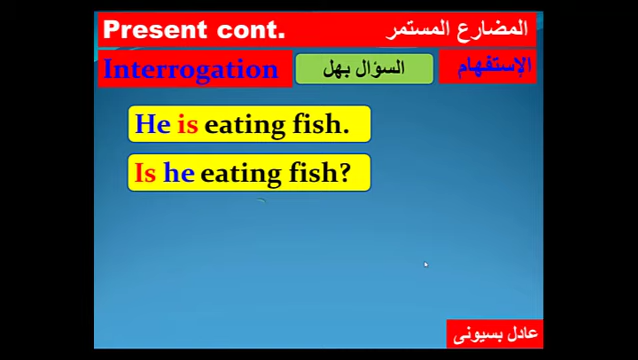 Present cont. المضارع المستمر
Interrogation السؤال بهل الإستفهام
He is eating fish.
Is he eating fish?
عادل بسيونى